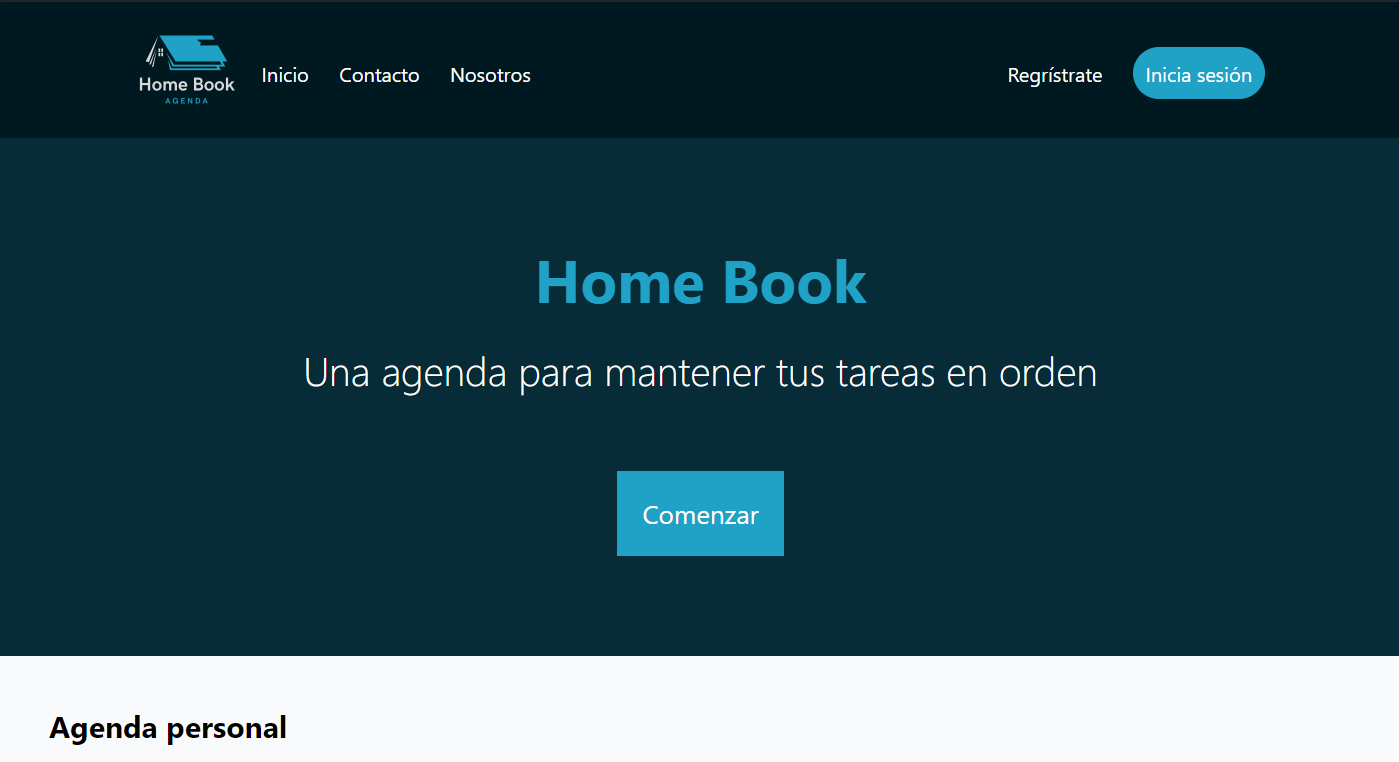 Home Book
AGENDA
Inicio Contacto Nosotros Regrístrate Inicia sesión
Home Book
Una agenda para mantener tus tareas en orden
Comenzar
Agenda personal